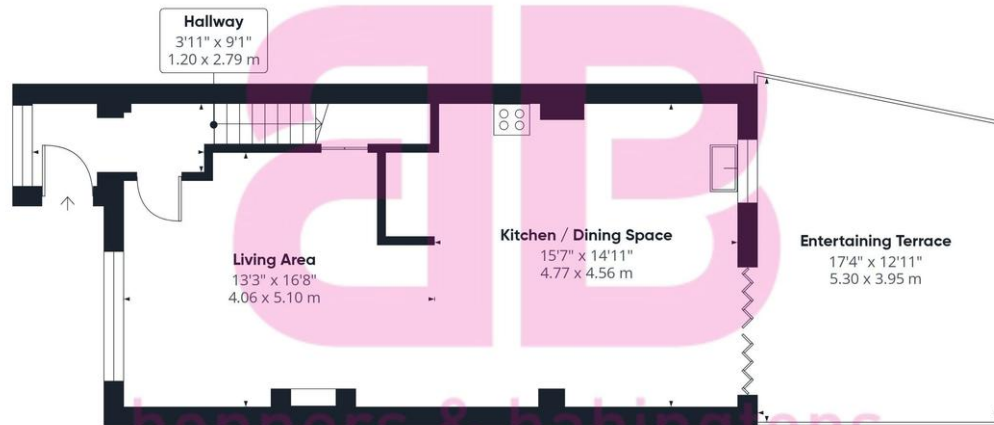 Hallway
3'11" x 9'1"
1.20 x 2.79 m
Living Area
13'3" x 16'8"
4.06 x 5.10 m
Kitchen / Dining Space
15'7" x 14'11"
4.77 x 4.56 m
Entertaining Terrace
17'4" x 12'11"
5.30 x 3.95 m
BB
& babingtons